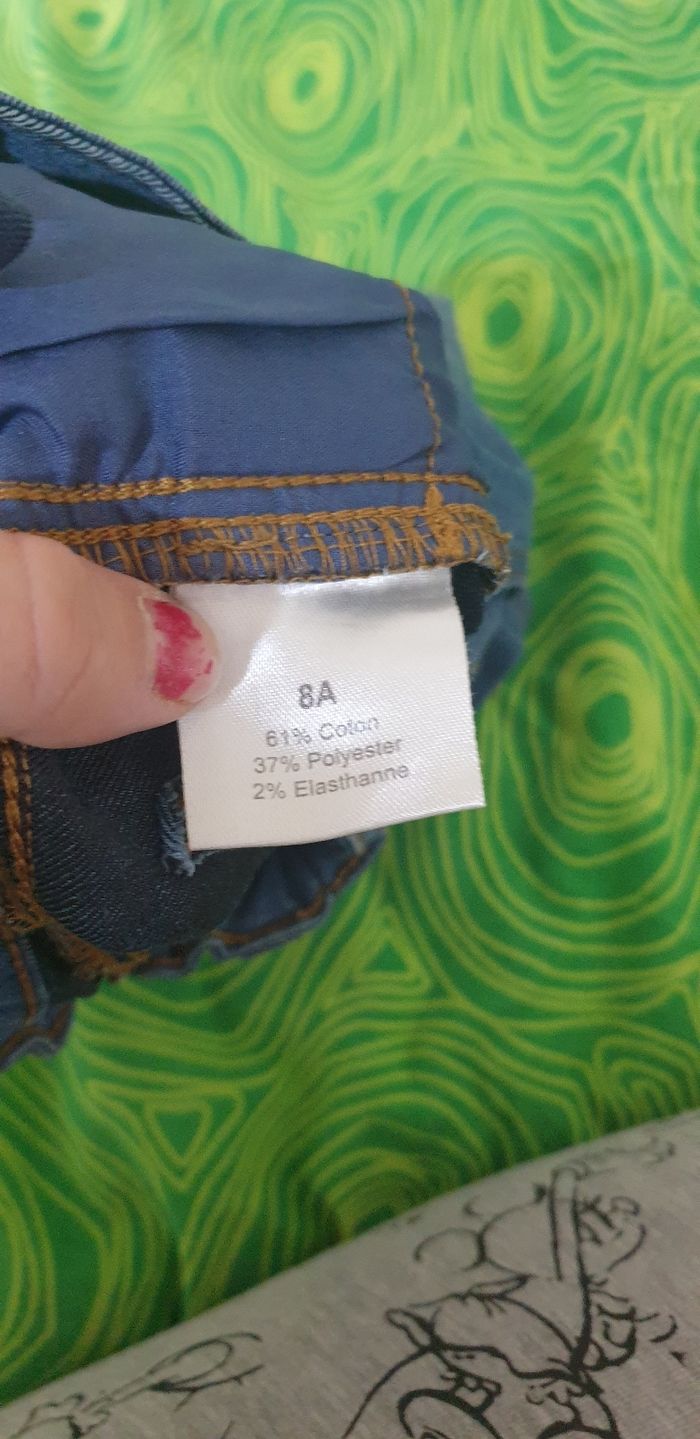 8A
61% Coton
37% Polyester
2% Elasthanne